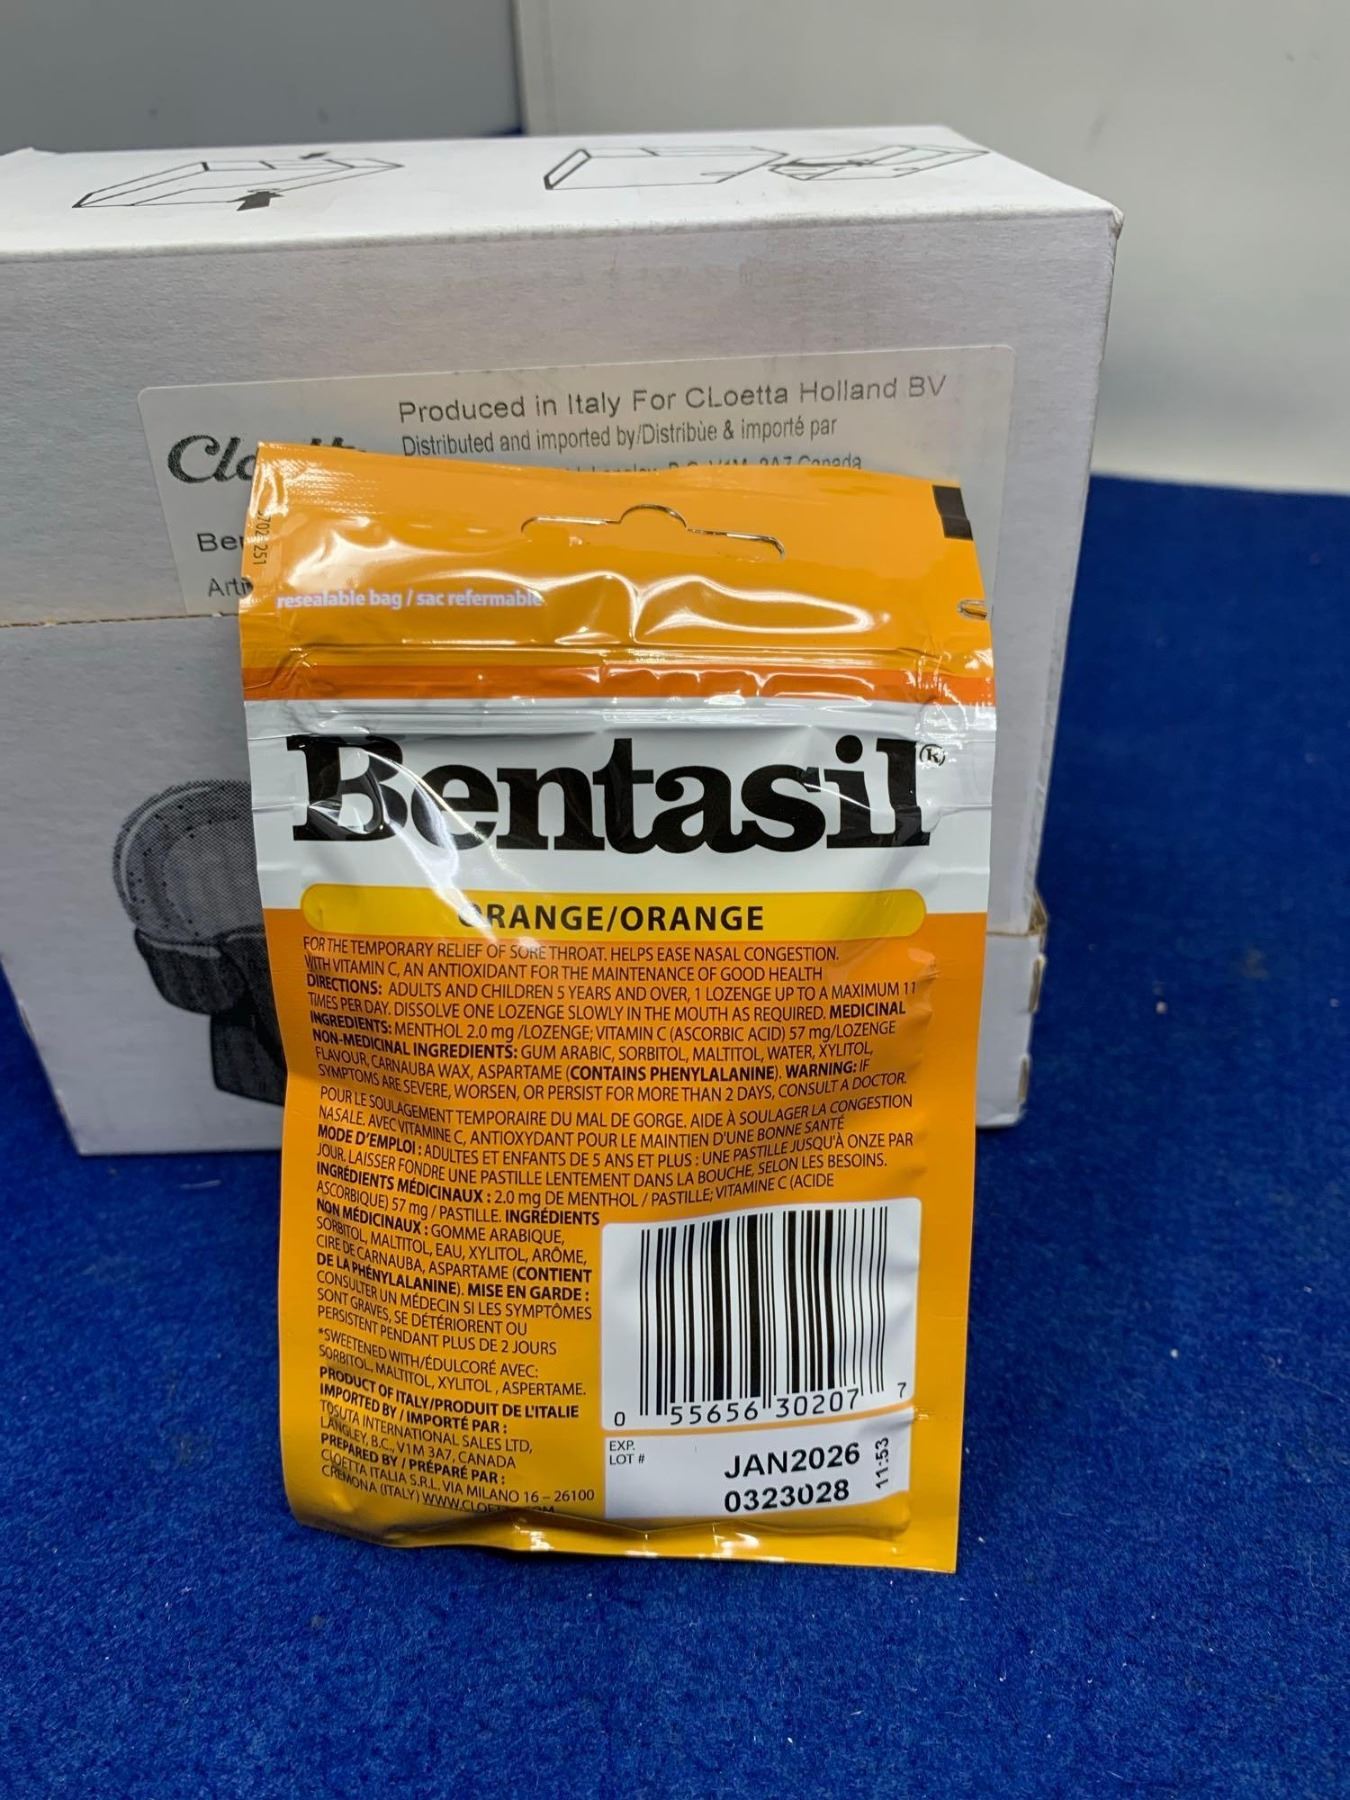 Produced in Italy For CLoetta Holland BV
Distributed and imported by/Distribùe & importé par
Canada
702 251
resealable bag / sac refermable
Bentasil
ORANGE/ORANGE
FOR THE TEMPORARY RELIEF OF SORE THROAT. HELPS EASE NASAL CONGESTION.
WITH VITAMIN C, AN ANTIOXIDANT FOR THE MAINTENANCE OF GOOD HEALTH
DIRECTIONS: ADULTS AND CHILDREN 5 YEARS AND OVER, 1 LOZENGE UP TO A MAXIMUM 11
TIMES PER DAY. DISSOLVE ONE LOZENGE SLOWLY IN THE MOUTH AS REQUIRED. MEDICINAL
INGREDIENTS: MENTHOL 2.0 mg /LOZENGE; VITAMIN C (ASCORBIC ACID) 57 mg/LOZENGE
NON-MEDICINAL INGREDIENTS: GUM ARABIC, SORBITOL, MALTITOL, WATER, XYLITOL,
FLAVOUR, CARNAUBA WAX, ASPARTAME (CONTAINS PHENYLALANINE). WARNING: IF
SYMPTOMS ARE SEVERE, WORSEN, OR PERSIST FOR MORE THAN 2 DAYS, CONSULT A DOCTOR.
POUR LE SOULAGEMENT TEMPORAIRE DU MAL DE GORGE. AIDE À SOULAGER LA CONGESTION
NASALE. AVEC VITAMINE C, ANTIOXYDANT POUR LE MAINTIEN D'UNE BONNE SANTÉ
MODE D'EMPLOI : ADULTES ET ENFANTS DE 5 ANS ET PLUS : UNE PASTILLE JUSQU'À ONZE PAR
JOUR. LAISSER FONDRE UNE PASTILLE LENTEMENT DANS LA BOUCHE, SELON LES BESOINS.
INGRÉDIENTS MÉDICINAUX : 2.0 mg DE MENTHOL / PASTILLE; VITAMINE C (ACIDE
ASCORBIQUE) 57 mg / PASTILLE. INGRÉDIENTS
NON MÉDICINAUX : GOMME ARABIQUE,
SORBITOL, MALTITOL, EAU, XYLITOL, ARÔME,
CIRE DE CARNAUBA, ASPARTAME (CONTIENT
DE LA PHÉNYLALANINE). MISE EN GARDE :
CONSULTER UN MÉDECIN SI LES SYMPTÔMES
SONT GRAVES, SE DÉTÉRIORENT OU
PERSISTENT PENDANT PLUS DE 2 JOURS
*SWEETENED WITH/ÉDULCORÉ AVEC:
SORBITOL, MALTITOL, XYLITOL , ASPERTAME.
PRODUCT OF ITALY/PRODUIT DE L'ITALIE
IMPORTED BY / IMPORTÉ PAR :
TOSUTA INTERNATIONAL SALES LTD,
LANGLEY, B.C., V1M 3A7, CANADA
PREPARED BY / PRÉPARÉ PAR :
CLOETTA ITALIA S.R.L. VIA MILANO 16 – 26100
CREMONA (ITALY)
0 55656 30207 7
EXP.
LOT #
JAN2026
0323028
11:53